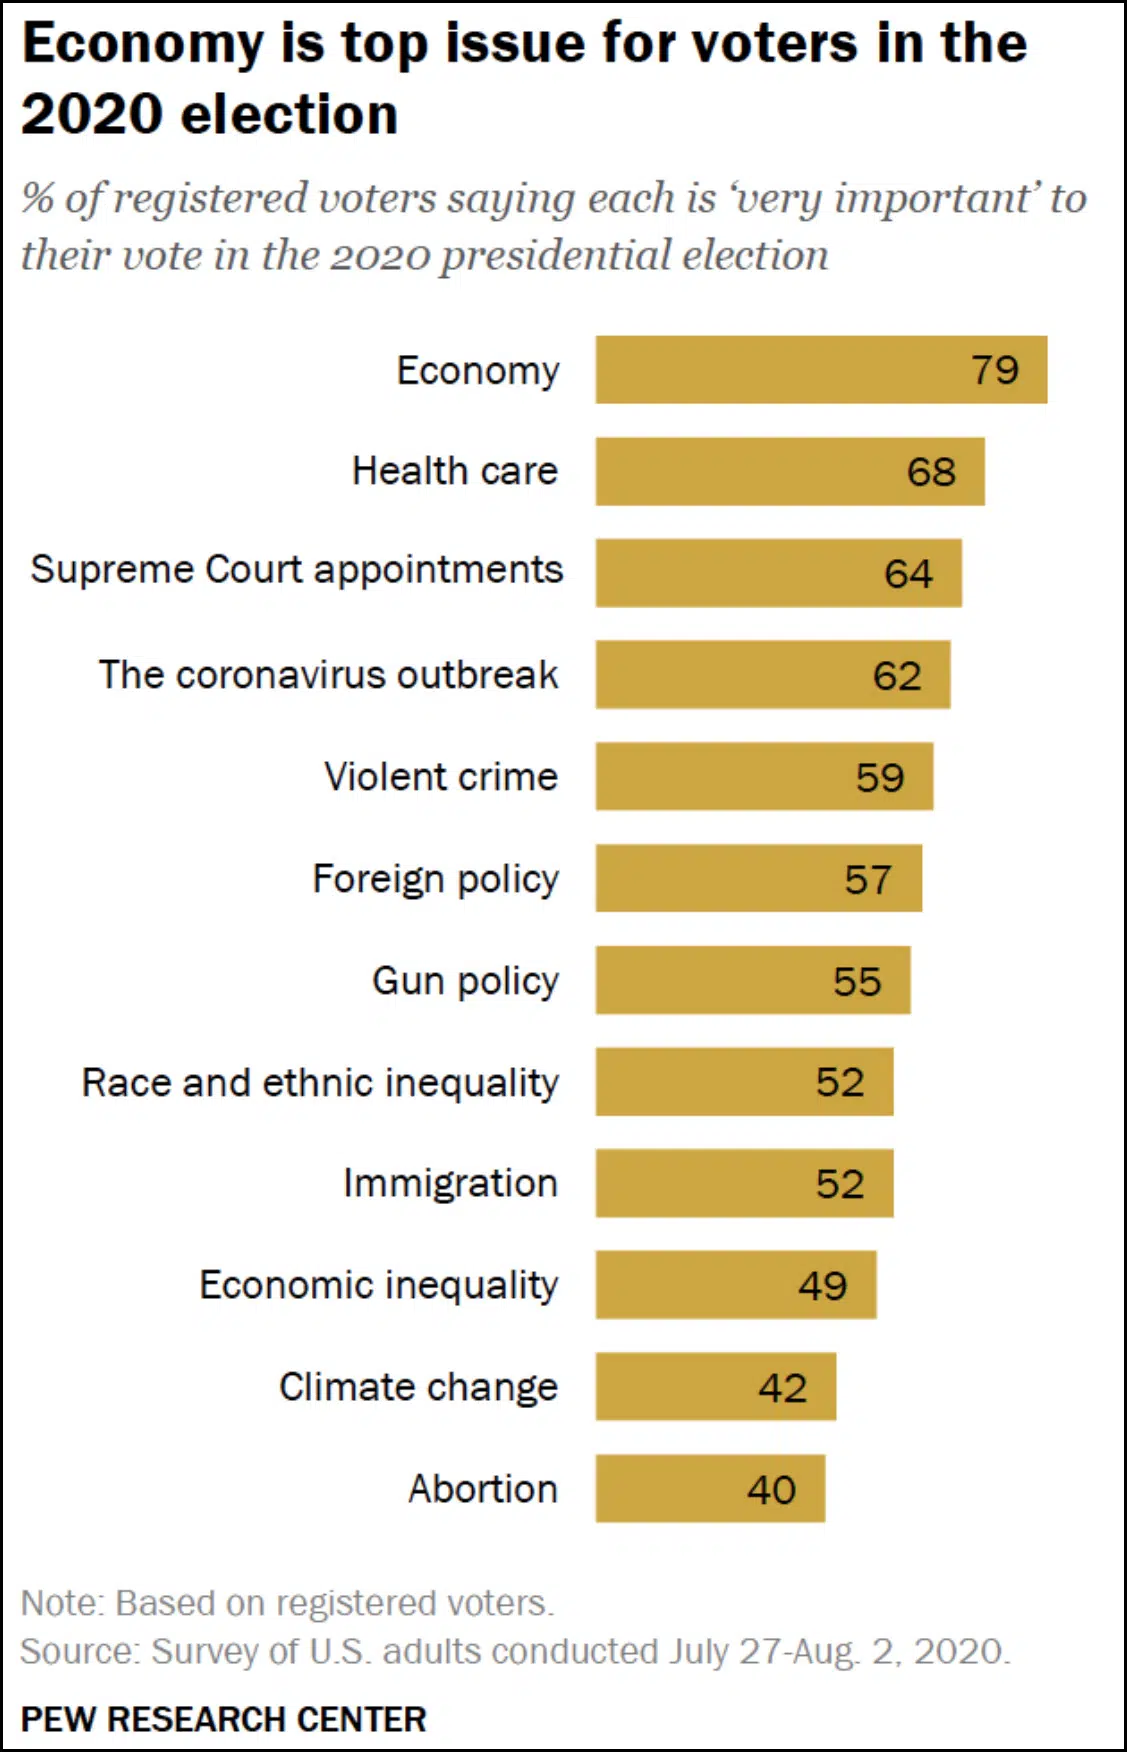 Economy is top issue for voters in the
2020 election
% of registered voters saying each is ‘very important’ to
their vote in the 2020 presidential election
Economy 79
Health care 68
Supreme Court appointments 64
The coronavirus outbreak 62
Violent crime 59
Foreign policy 57
Gun policy 55
Race and ethnic inequality 52
Immigration 52
Economic inequality 49
Climate change 42
Abortion 40
Note: Based on registered voters.
Source: Survey of U.S. adults conducted July 27-Aug. 2, 2020.
PEW RESEARCH CENTER